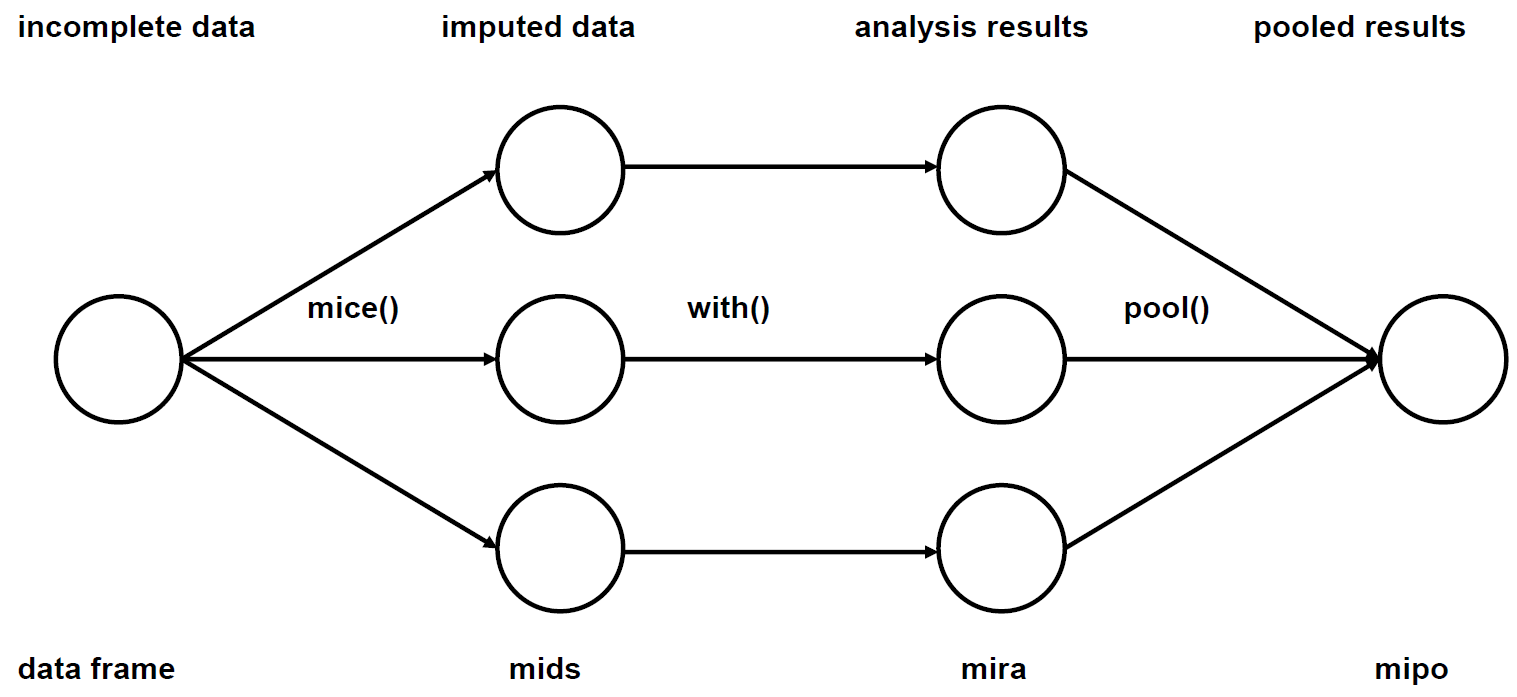 incomplete data
imputed data
analysis results
pooled results
mice()
with()
pool()
data frame
mids
mira
mipo